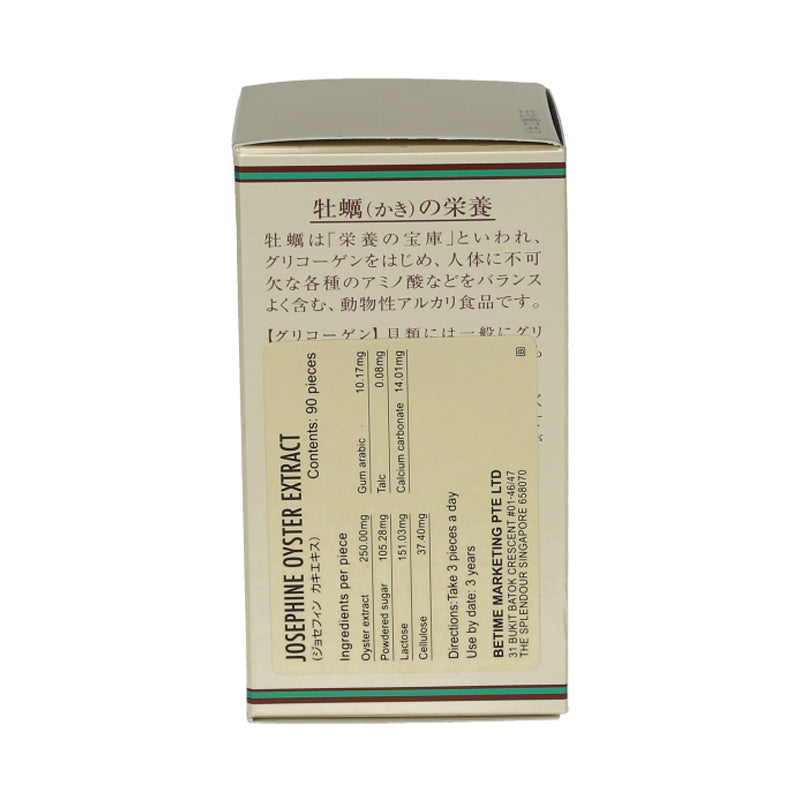 牡蠣(かき)の栄養
牡蠣は「栄養の宝庫」といわれ、
グリコーゲンをはじめ、人体に不可
欠な各種のアミノ酸などをバランス
よく含む、動物性アルカリ食品です。
【グリコーゲン】貝類には一般にグリ
JOSEPHINE OYSTER EXTRACT
(ジョセフィン カキエキス)
Contents: 90 pieces
Ingredients per piece
Oyster extract 250.00mg
Powdered sugar 105.28mg
Lactose 151.03mg
Cellulose 37.40mg
Gum arabic 10.17mg
Talc 0.08mg
Calcium carbonate 14.01mg
Directions:Take 3 pieces a day
Use by date: 3 years
BETIME MARKETING PTE LTD
31 BUKIT BATOK CRESCENT #01-46/47
THE SPLENDOUR SINGAPORE 658070